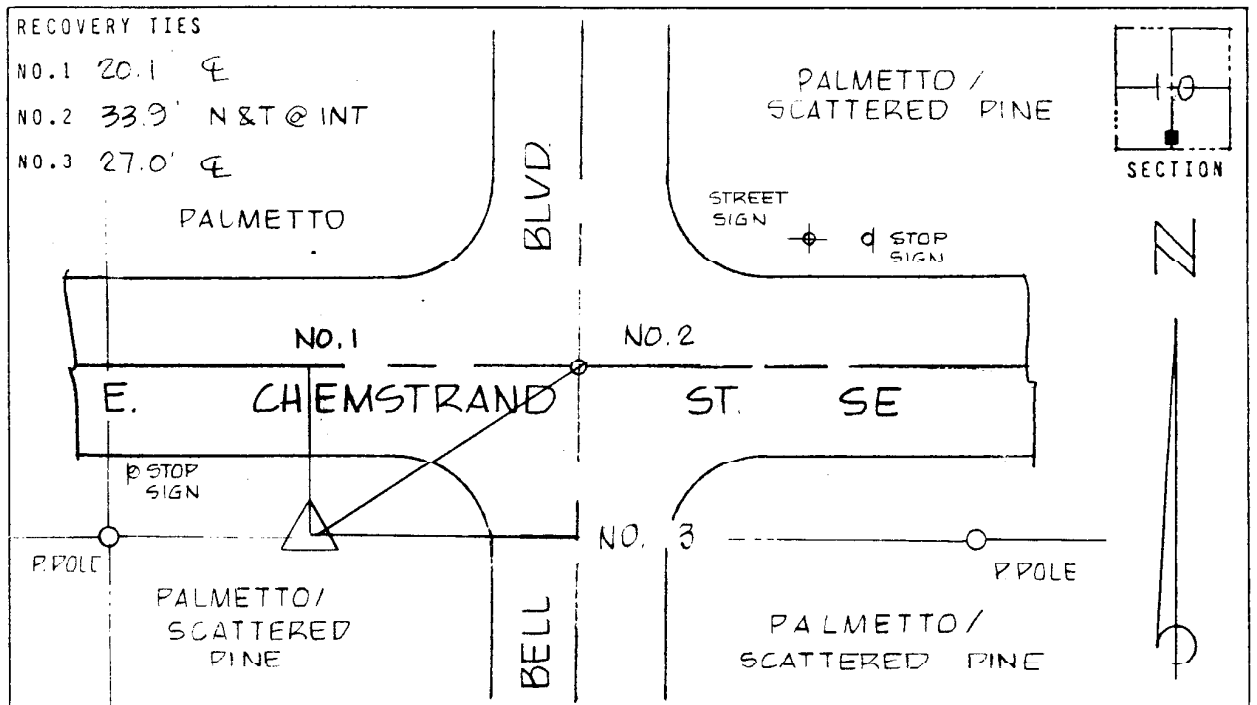 RECOVERY TIES
NO.1 20.1 ℄
NO.2 33.9' N &T @ INT
NO.3 27.0' ℄
PALMETTO
BLVD.
PALMETTO /
SCATTERED PINE
10
SECTION
STREET
SIGN
STOP
SIGN
N
NO.1
NO.2
E. CHEMSTRAND ST. SE
STOP
SIGN
NO. 3
P.POLE
P.POLE
PALMETTO/
SCATTERED
PINE
BELL
PALMETTO/
SCATTERED PINE